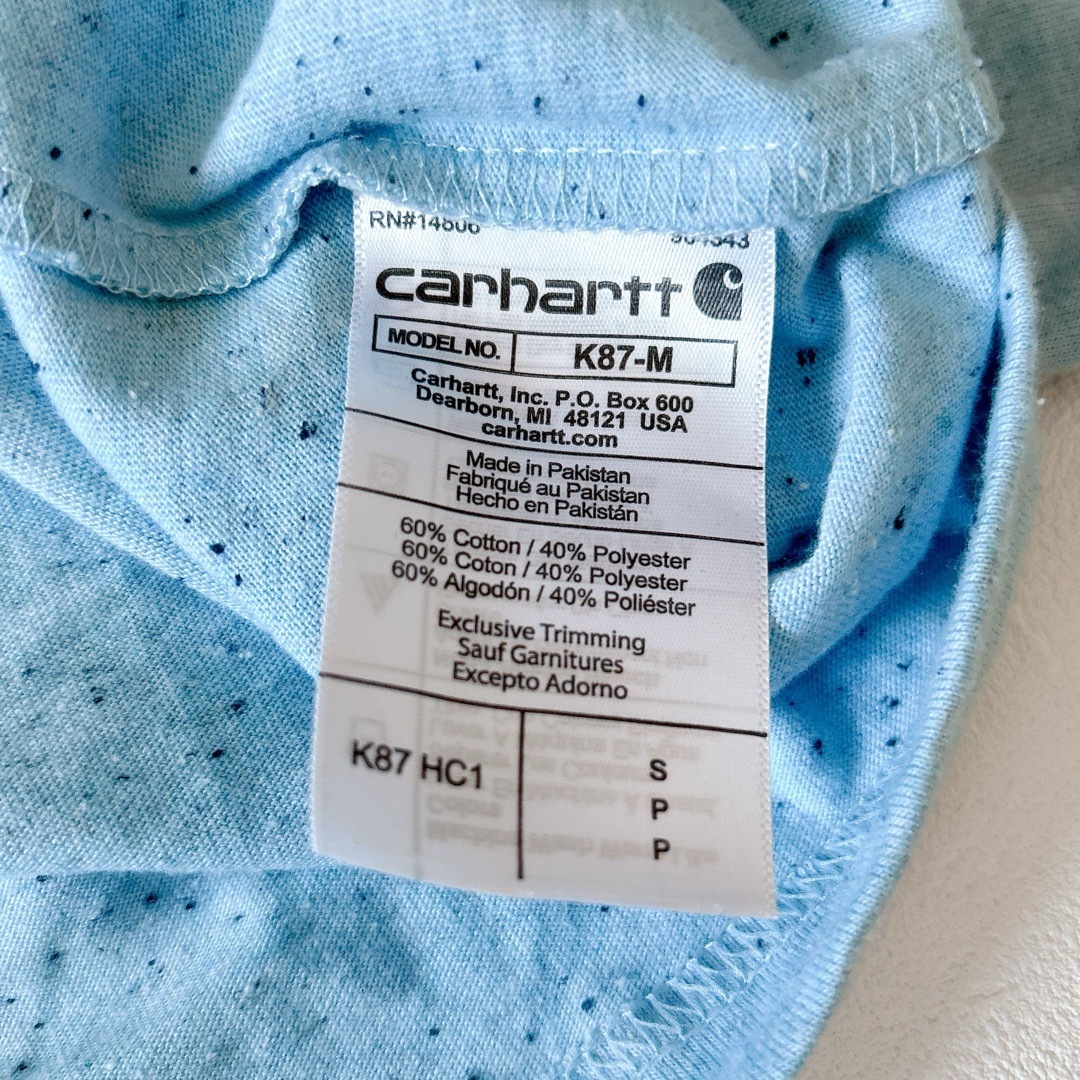 RN#14806
carhartt
MODEL NO. K87-M
Carhartt, Inc. P.O. Box 600
Dearborn, MI 48121 USA
carhartt.com
Made in Pakistan
Fabriqué au Pakistan
Hecho en Pakistán
60% Cotton / 40% Polyester
60% Coton / 40% Polyester
60% Algodón / 40% Poliéster
Exclusive Trimming
Sauf Garnitures
Excepto Adorno
K87 HC1
S
P
P